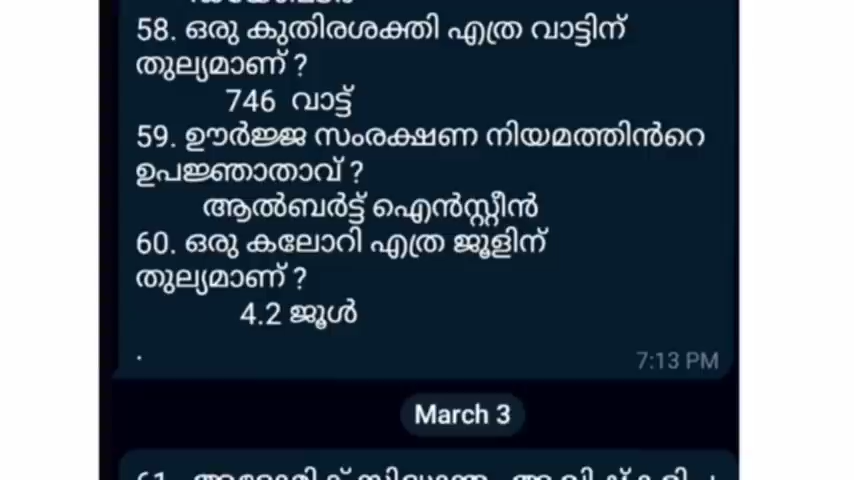 58. ഒരു കുതിരശക്തി എത്ര വാട്ടിന്
തുല്യമാണ് ?
746 വാട്ട്
59. ഊർജ്ജ സംരക്ഷണ നിയമത്തിൻറെ
ഉപജ്ഞാതാവ് ?
ആൽബർട്ട് ഐൻസ്റ്റീൻ
60. ഒരു കലോറി എത്ര ജൂളിന്
തുല്യമാണ് ?
4.2 ജൂൾ
.
7:13 PM
March 3